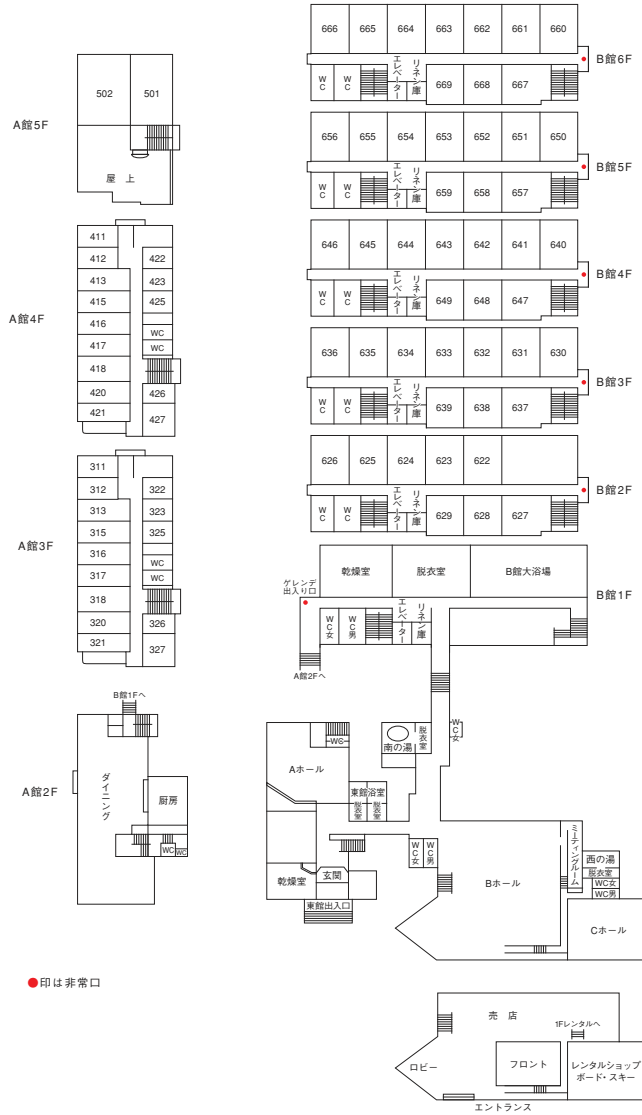 A館5F
502
501
屋上
A館4F
411
412
413
415
416
417
418
420
421
422
423
425
WC
WC
426
427
A館3F
311
312
313
315
316
317
318
320
321
322
323
325
WC
WC
326
327
B館1Fへ
A館2F
ダイニング
厨房
WC
WC
●印は非常口
666 665 664 663 662 661 660
B館6F
WC
WC
エレベーター
リネン庫
669 668 667
656 655 654 653 652 651 650
B館5F
WC
WC
エレベーター
リネン庫
659 658 657
646 645 644 643 642 641 640
B館4F
WC
WC
エレベーター
リネン庫
649 648 647
636 635 634 633 632 631 630
B館3F
WC
WC
エレベーター
リネン庫
639 638 637
626 625 624 623 622
B館2F
WC
WC
エレベーター
リネン庫
629 628 627
乾燥室
脱衣室
B館大浴場
B館1F
ゲレンデ
出入り口
WC女
WC男
エレベーター
リネン庫
A館2Fへ
WC女
Aホール
WC
南の湯
脱衣室
東館浴室
脱衣室
脱衣室
乾燥室
玄関
東館出入口
WC女
WC男
Bホール
ミーティングルーム
西の湯
脱衣室
WC女
WC男
Cホール
売店
1Fレンタルへ
ロビー
フロント
レンタルショップ
ボード・スキー
エントランス